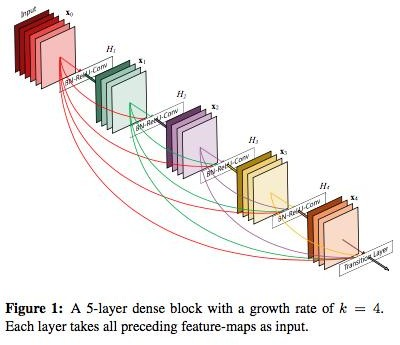 Input
x₀
H₁
x₁
BN-ReLU-Conv
H₂
x₂
BN-ReLU-Conv
H₃
x₃
BN-ReLU-Conv
H₄
x₄
BN-ReLU-Conv
Transition Layer
Figure 1: A 5-layer dense block with a growth rate of k = 4.
Each layer takes all preceding feature-maps as input.